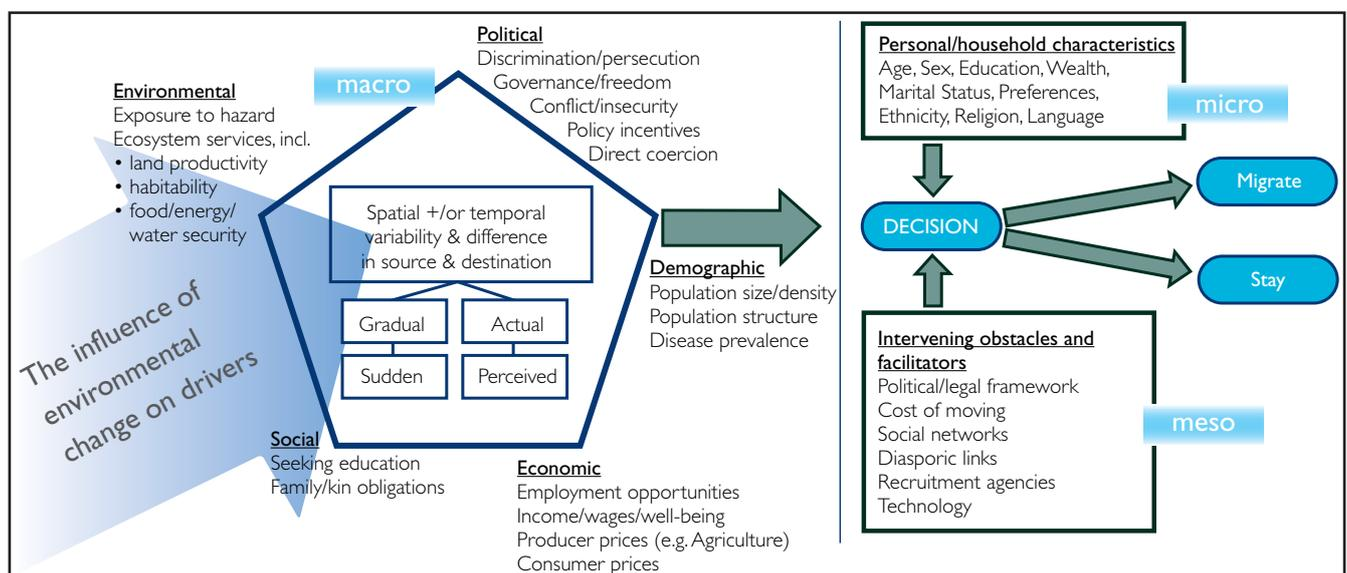 Political
Discrimination/persecution
Governance/freedom
Conflict/insecurity
Policy incentives
Direct coercion
macro
Environmental
Exposure to hazard
Ecosystem services, incl.
• land productivity
• habitability
• food/energy/
water security
Spatial +/or temporal
variability & difference
in source & destination
Gradual
Actual
Sudden
Perceived
The influence of
environmental
change on drivers
Demographic
Population size/density
Population structure
Disease prevalence
Social
Seeking education
Family/kin obligations
Economic
Employment opportunities
Income/wages/well-being
Producer prices (e.g. Agriculture)
Consumer prices
Personal/household characteristics
Age, Sex, Education, Wealth,
Marital Status, Preferences,
Ethnicity, Religion, Language
micro
DECISION
Migrate
Stay
Intervening obstacles and
facilitators
Political/legal framework
Cost of moving
Social networks
Diasporic links
Recruitment agencies
Technology
meso